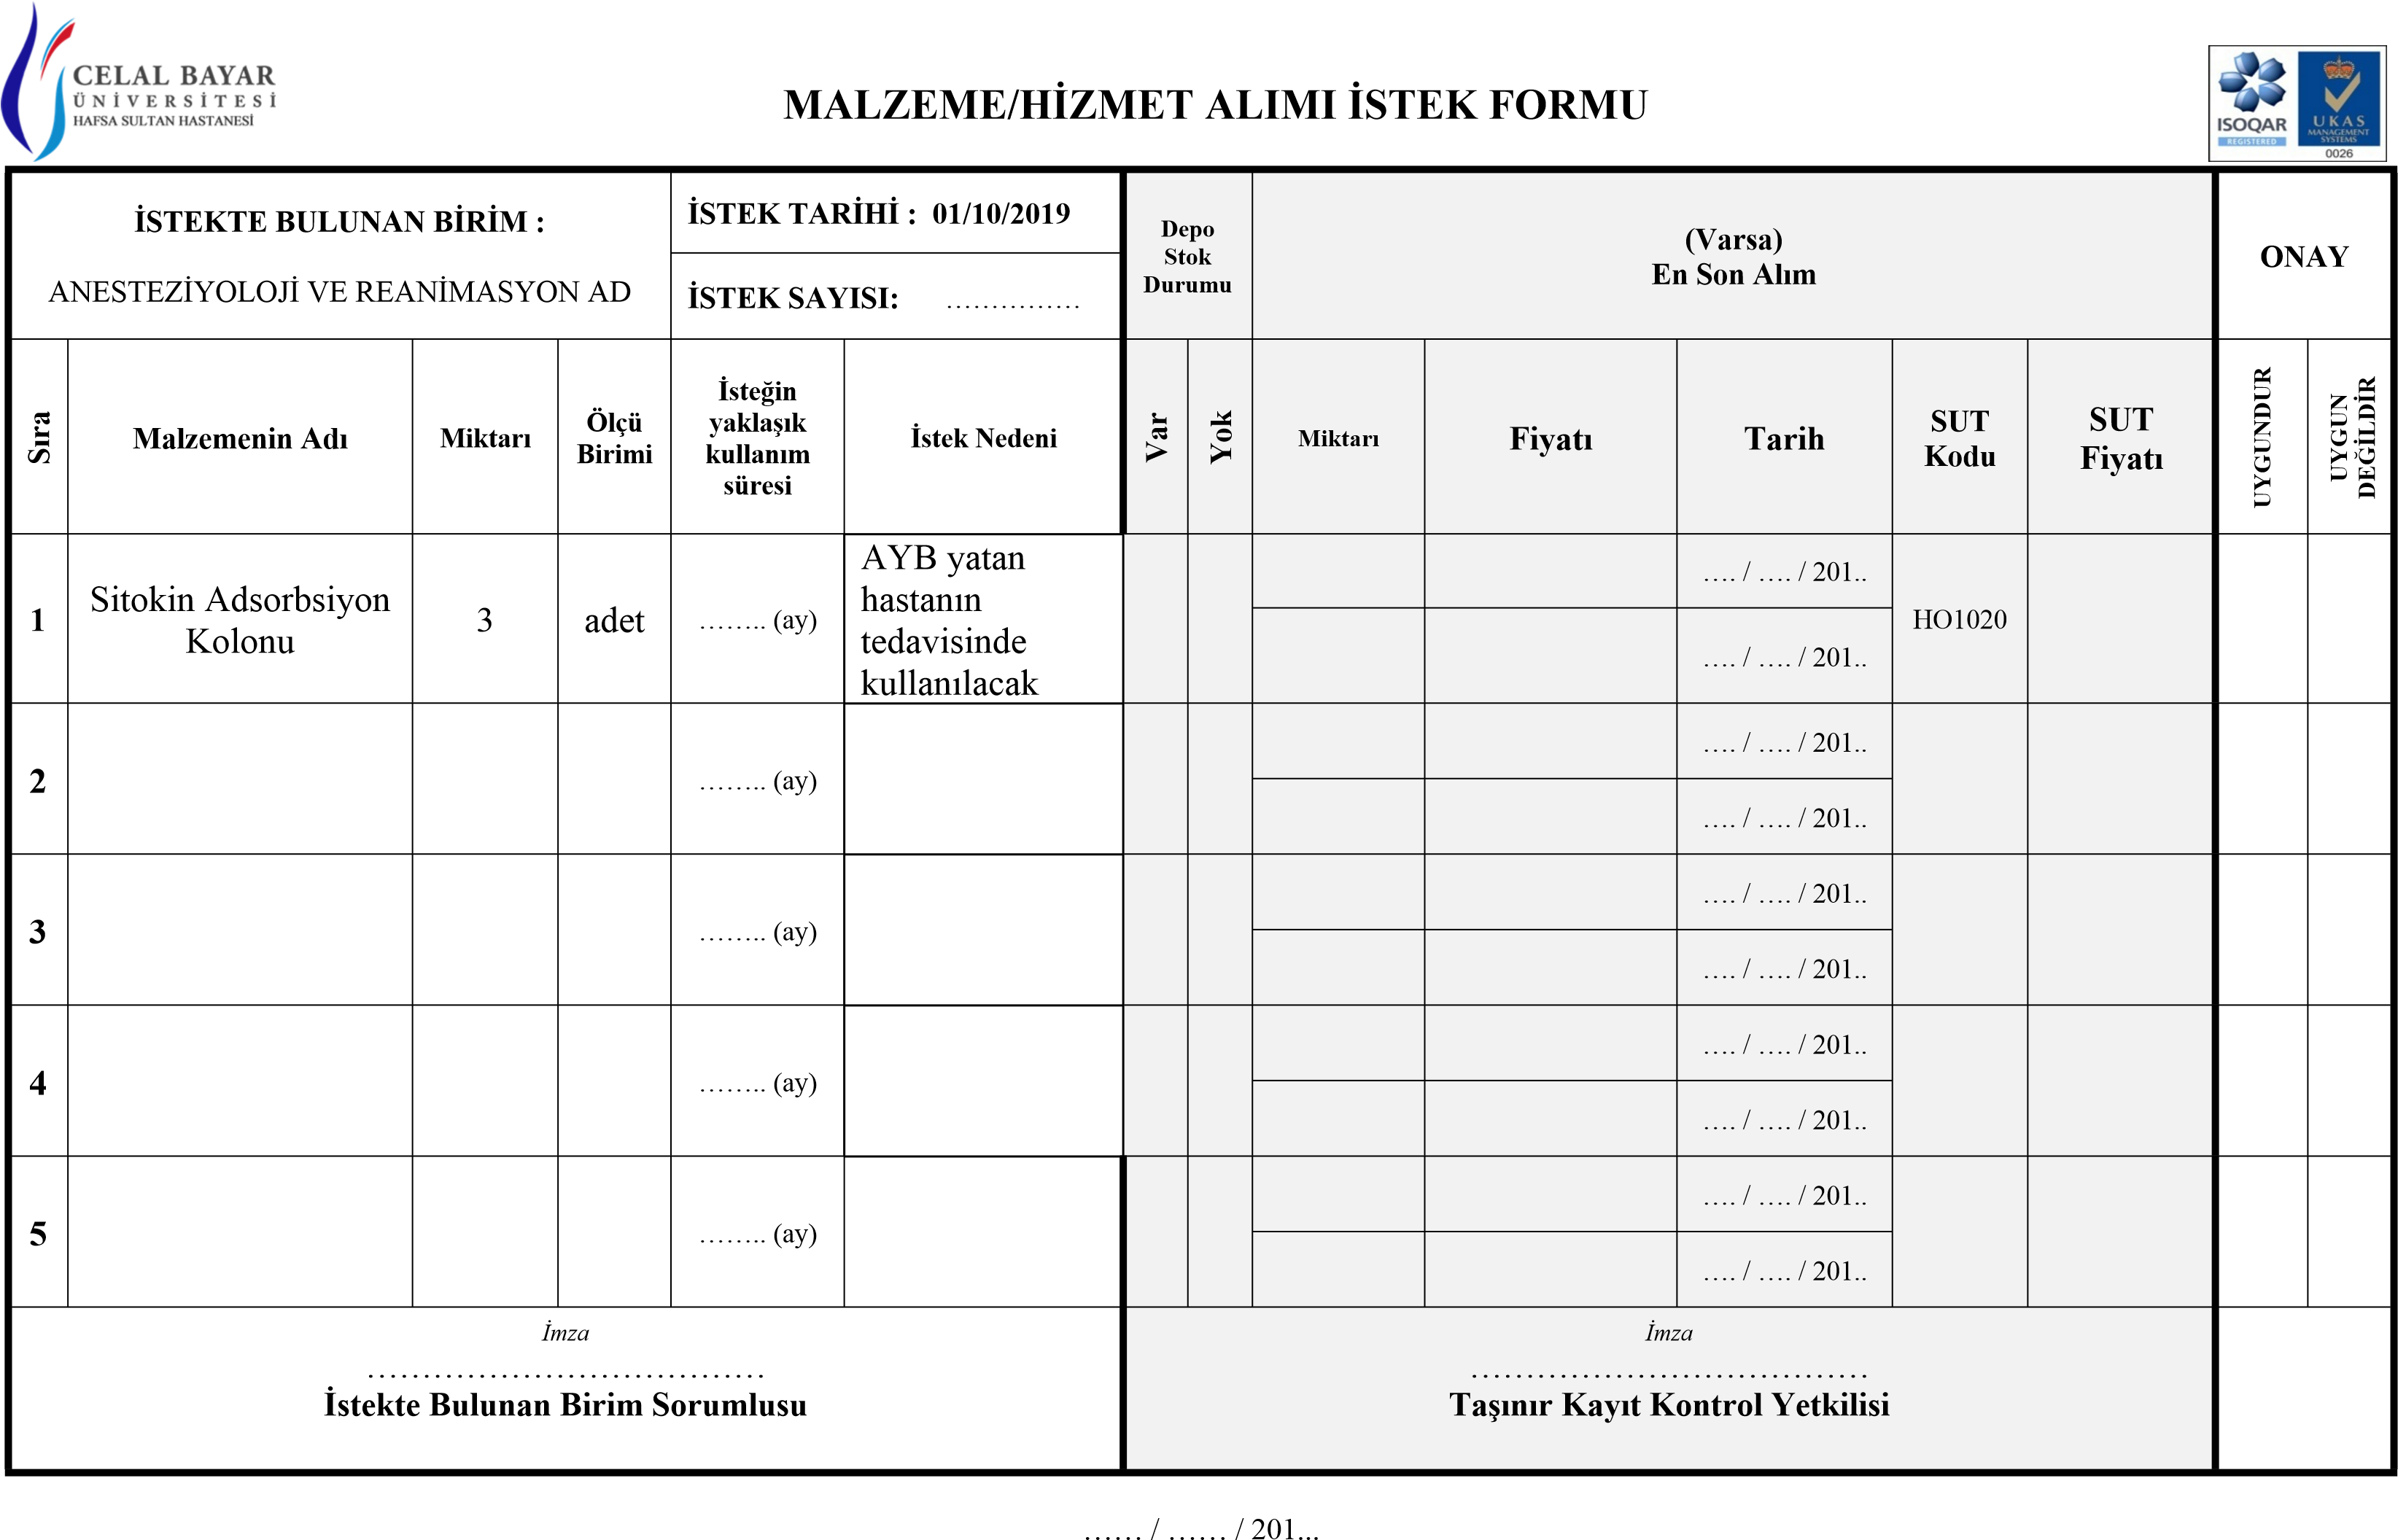 CELAL BAYAR
ÜNİVERSİTESİ
HAFSA SULTAN HASTANESİ
MALZEME/HİZMET ALIMI İSTEK FORMU
ISOQAR
REGISTERED
UKAS
MANAGEMENT
SYSTEMS
0026
İSTEKTE BULUNAN BİRİM :
ANESTEZİYOLOJİ VE REANİMASYON AD
İSTEK TARİHİ : 01/10/2019
İSTEK SAYISI: ……………
Depo
Stok
Durumu
(Varsa)
En Son Alım
ONAY
Sıra
Malzemenin Adı
Miktarı
Ölçü
Birimi
İsteğin
yaklaşık
kullanım
süresi
İstek Nedeni
Var
Yok
Miktarı
Fiyatı
Tarih
SUT
Kodu
SUT
Fiyatı
UYGUNDUR
UYGUN
DEĞİLDİR
1
Sitokin Adsorbsiyon
Kolonu
3
adet
…….. (ay)
AYB yatan
hastanın
tedavisinde
kullanılacak
…. / …. / 201..
…. / …. / 201..
HO1020
2
…….. (ay)
…. / …. / 201..
…. / …. / 201..
3
…….. (ay)
…. / …. / 201..
…. / …. / 201..
4
…….. (ay)
…. / …. / 201..
…. / …. / 201..
5
…….. (ay)
…. / …. / 201..
…. / …. / 201..
İmza
………………………………
İstekte Bulunan Birim Sorumlusu
İmza
………………………………
Taşınır Kayıt Kontrol Yetkilisi
…… / …… / 201...